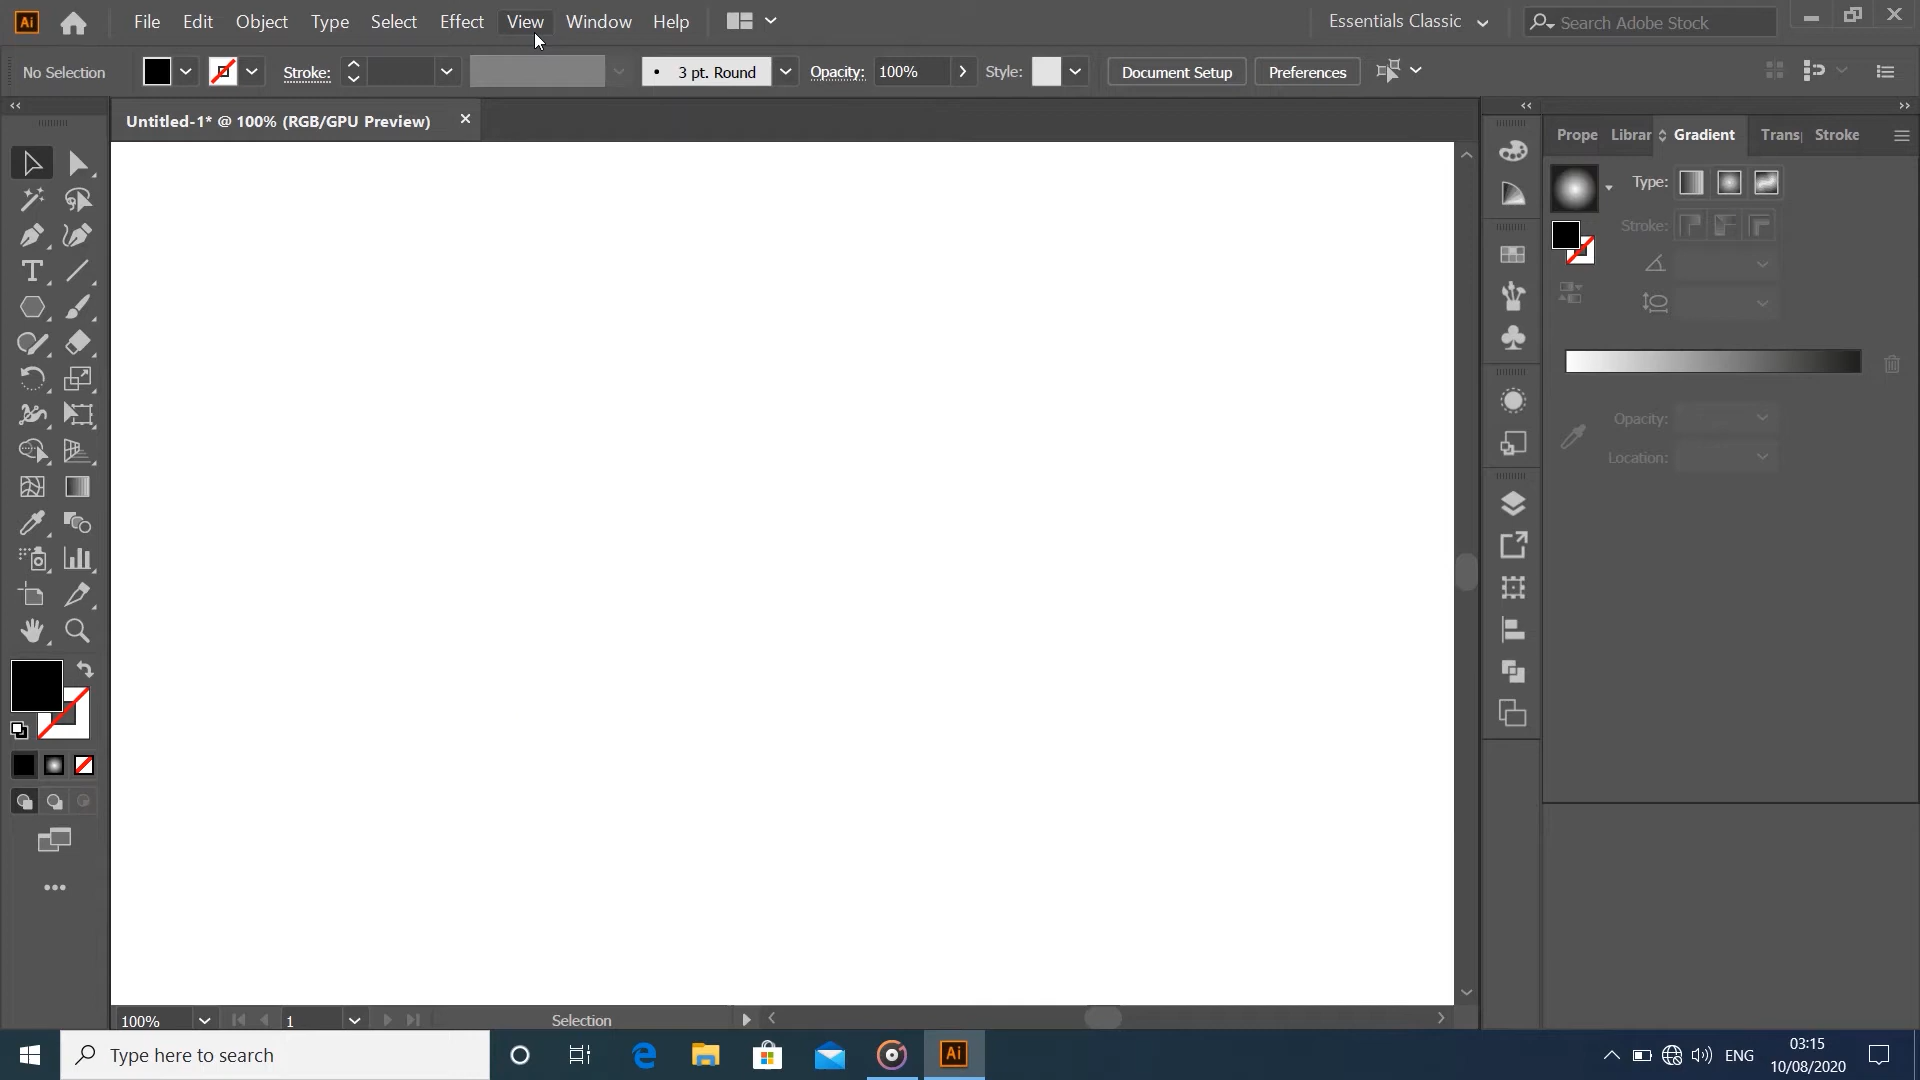 Ai File Edit Object Type Select Effect View Window Help Essentials Classic Search Adobe Stock
No Selection Stroke: 3 pt. Round Opacity: 100% Style: Document Setup Preferences
Untitled-1* @ 100% (RGB/GPU Preview)
Prope Librar Gradient Trans Stroke
Type:
Stroke:
Opacity:
Location:
100% 1 Selection
Type here to search
Ai
ENG
03:15
10/08/2020